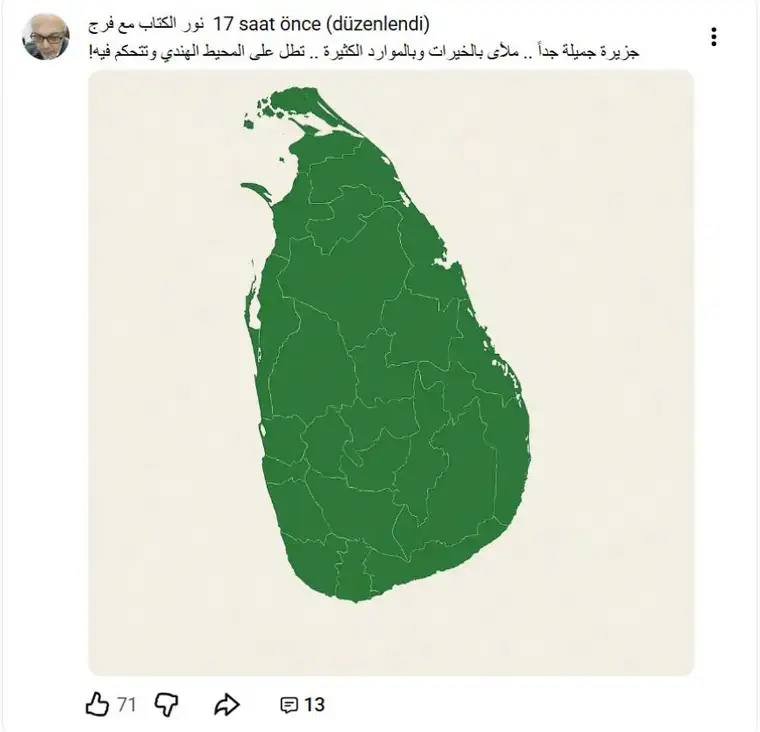 نور الكتاب مع فرج 17 saat önce (düzenlendi)
جزيرة جميلة جداً .. ملأى بالخيرات وبالموارد الكثيرة .. تطل على المحيط الهندي وتتحكم فيه!
71
13